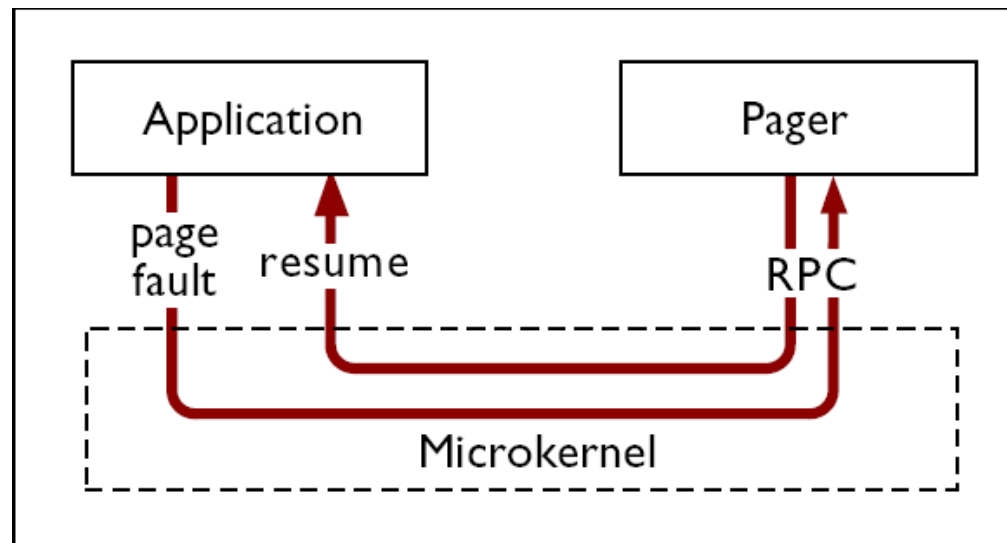 Application
Pager
page
fault
resume
RPC
Microkernel